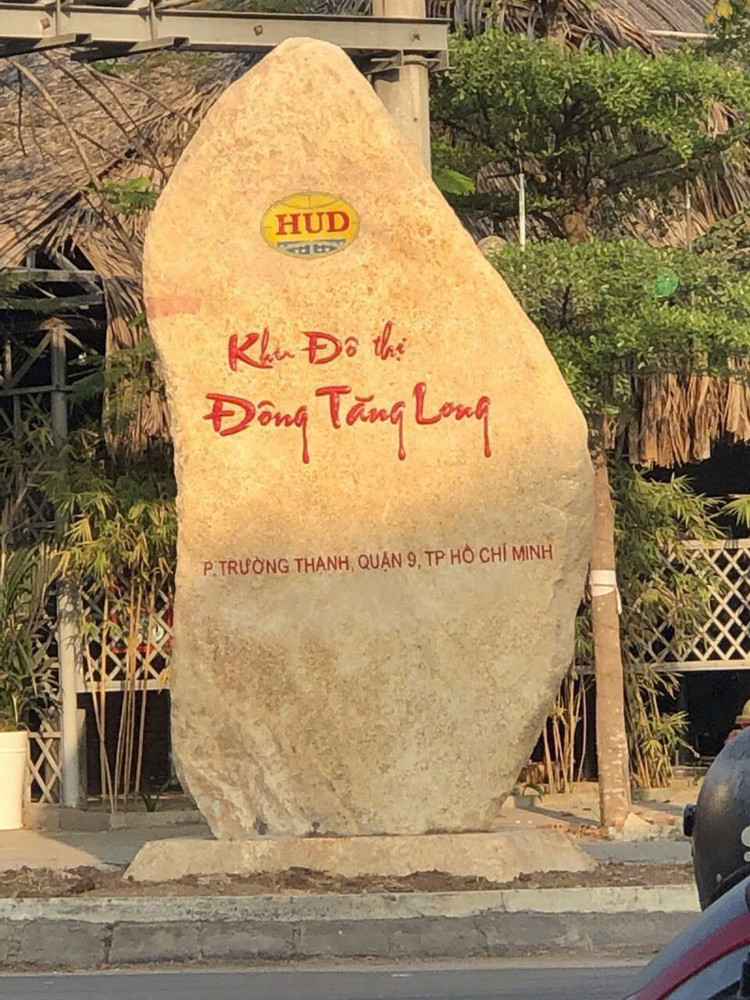 HUD
Khu Đô thị
Đông Tăng Long
P. TRƯỜNG THẠNH, QUẬN 9, TP HỒ CHÍ MINH